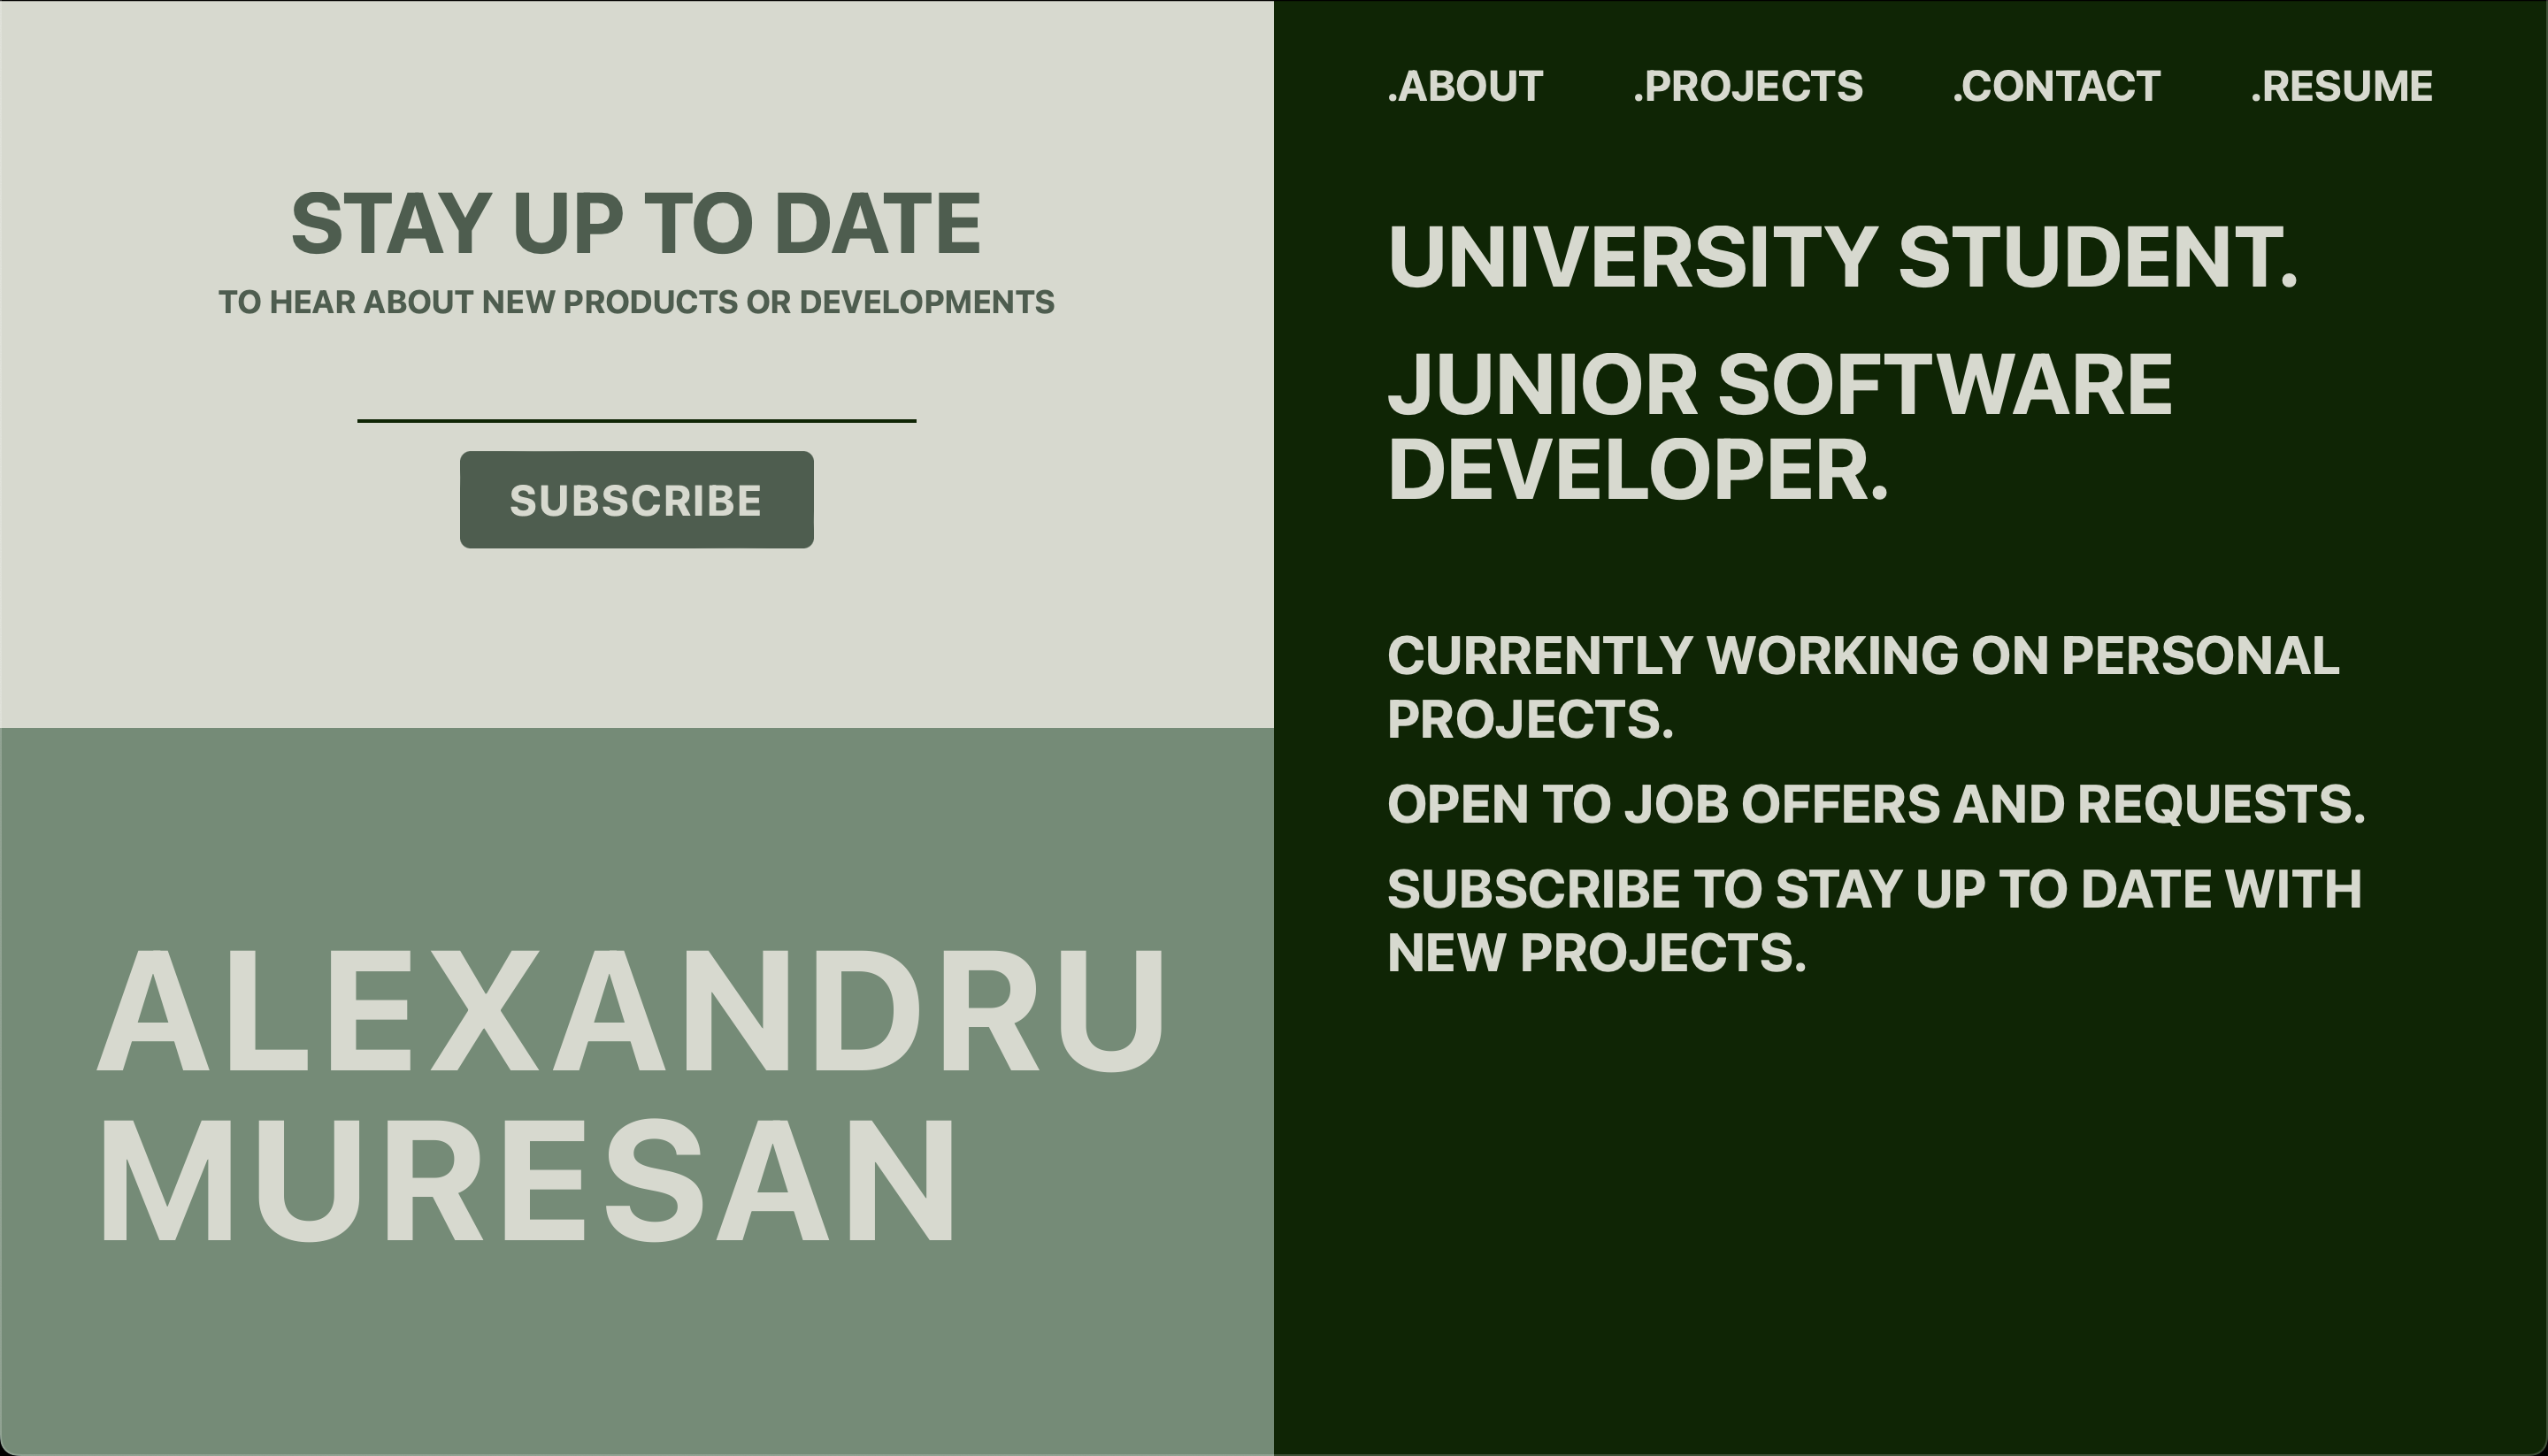 STAY UP TO DATE
TO HEAR ABOUT NEW PRODUCTS OR DEVELOPMENTS
SUBSCRIBE
ALEXANDRU
MURESAN
.ABOUT .PROJECTS .CONTACT .RESUME
UNIVERSITY STUDENT.
JUNIOR SOFTWARE
DEVELOPER.
CURRENTLY WORKING ON PERSONAL
PROJECTS.
OPEN TO JOB OFFERS AND REQUESTS.
SUBSCRIBE TO STAY UP TO DATE WITH
NEW PROJECTS.